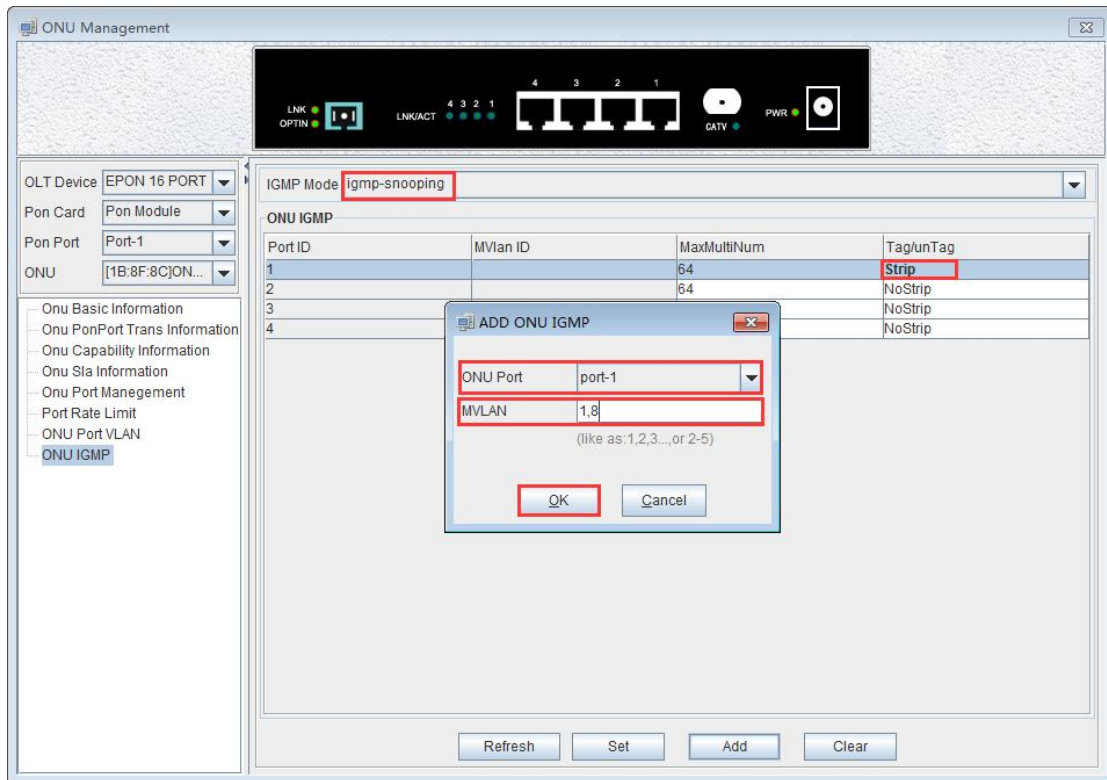 ONU Management
4 3 2 1
LNK
OPTIN
LNK/ACT
4 3 2 1
CATV
PWR
OLT Device EPON 16 PORT
Pon Card Pon Module
Pon Port Port-1
ONU [1B:8F:8C]ON...
Onu Basic Information
Onu PonPort Trans Information
Onu Capability Information
Onu Sla Information
Onu Port Manegement
Port Rate Limit
ONU Port VLAN
ONU IGMP
IGMP Mode igmp-snooping
ONU IGMP
Port ID MVlan ID MaxMultiNum Tag/unTag
1 64 Strip
2 64 NoStrip
3 NoStrip
4 NoStrip
ADD ONU IGMP
ONU Port port-1
MVLAN 1,8
(like as:1,2,3...,or 2-5)
OK Cancel
Refresh Set Add Clear